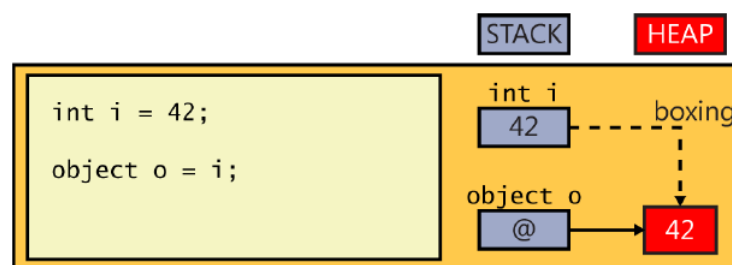 STACK HEAP
int i = 42;
object o = i;
int i
42
boxing
object o
@
42